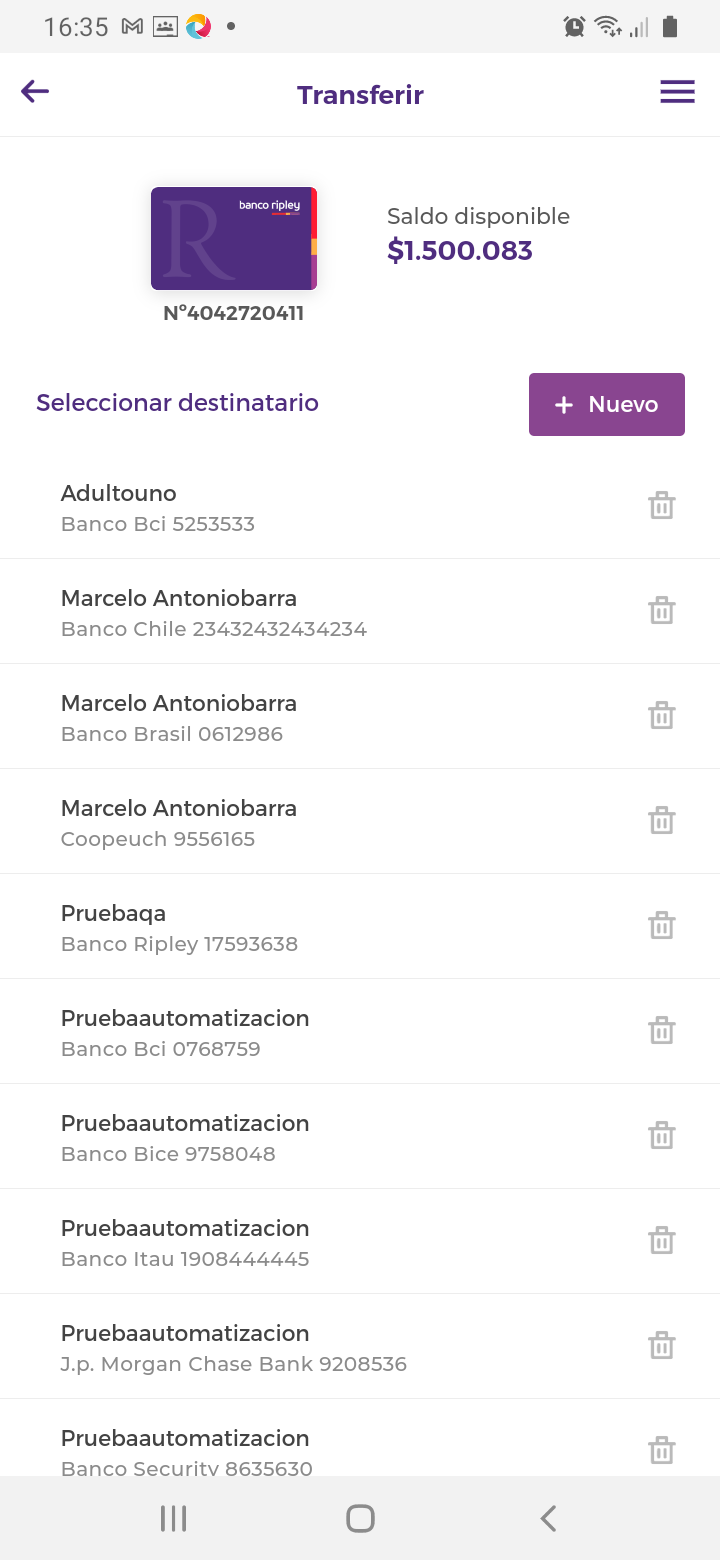 16:35
Transferir
banco ripley
R
Nº4042720411
Saldo disponible
$1.500.083
Seleccionar destinatario
+ Nuevo
Adultouno
Banco Bci 5253533
Marcelo Antoniobarra
Banco Chile 23432432434234
Marcelo Antoniobarra
Banco Brasil 0612986
Marcelo Antoniobarra
Coopeuch 9556165
Pruebaqa
Banco Ripley 17593638
Pruebaautomatizacion
Banco Bci 0768759
Pruebaautomatizacion
Banco Bice 9758048
Pruebaautomatizacion
Banco Itau 1908444445
Pruebaautomatizacion
J.p. Morgan Chase Bank 9208536
Pruebaautomatizacion
Banco Security 8635630